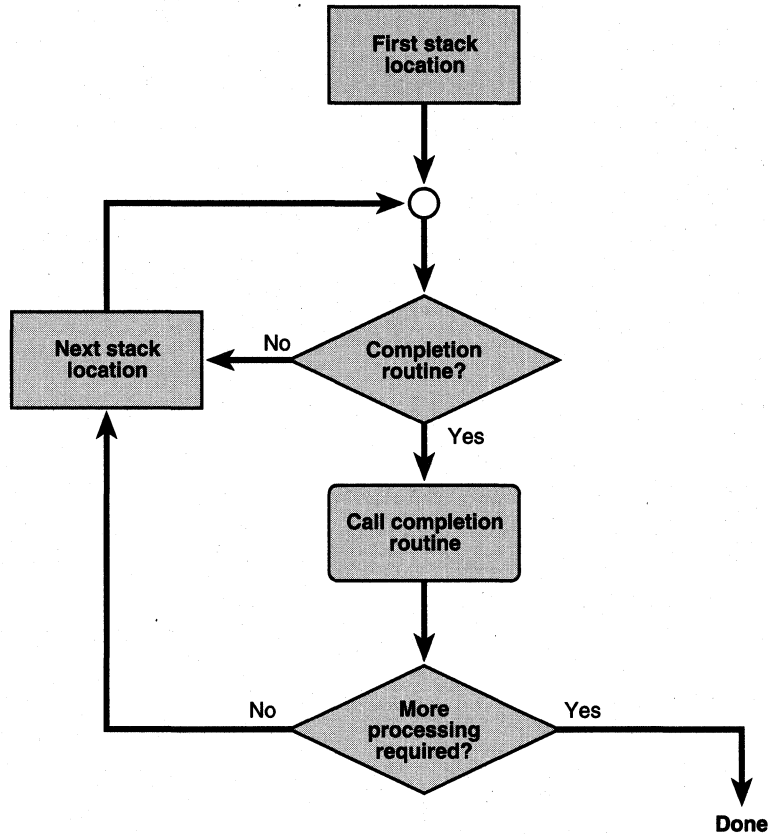 First stack
location
No
Next stack
location
Completion
routine?
Yes
Call completion
routine
No
More
processing
required?
Yes
Done